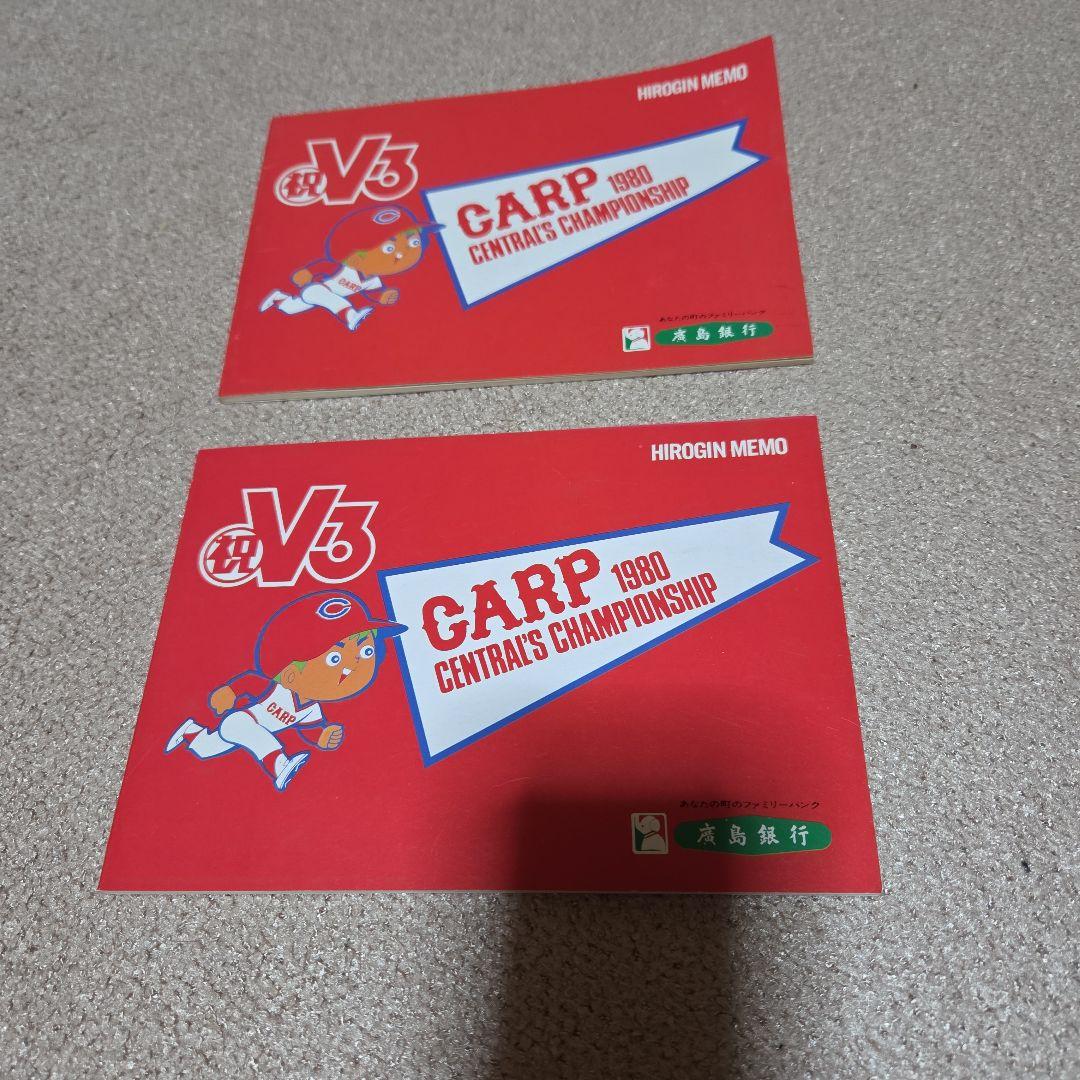 HIROGIN MEMO
祝V3
CARP 1980
CENTRAL'S CHAMPIONSHIP
C
CARP
あなたの町のファミリーバンク
廣島銀行
HIROGIN MEMO
祝V3
CARP 1980
CENTRAL'S CHAMPIONSHIP
C
CARP
あなたの町のファミリーバンク
廣島銀行